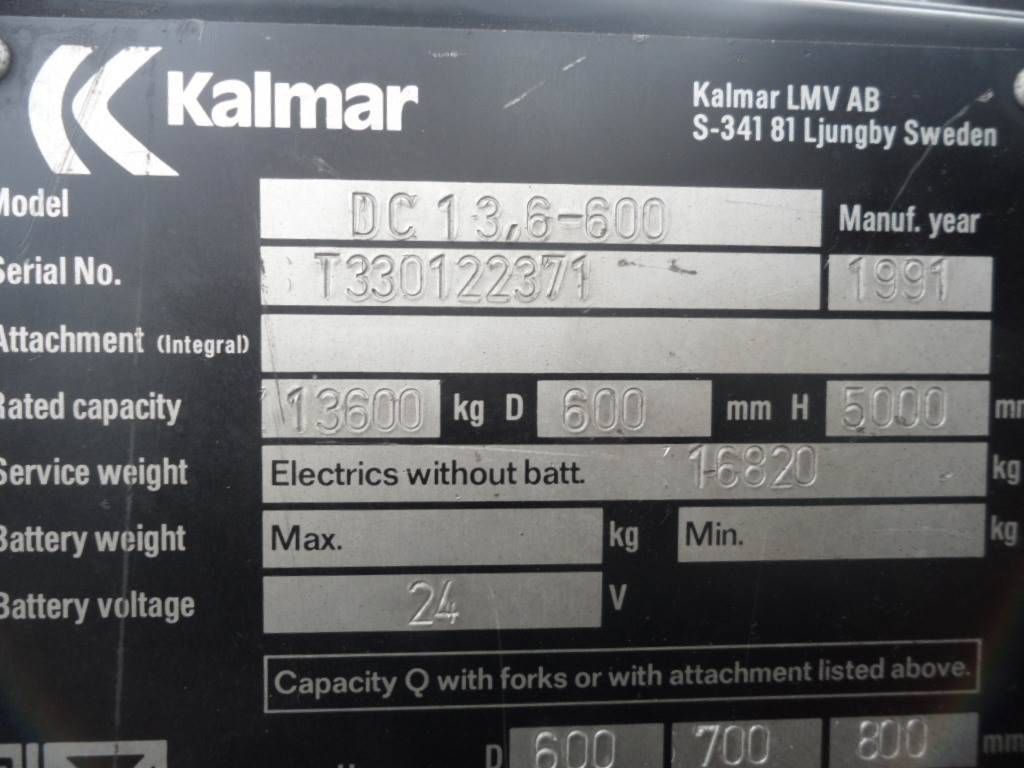 Kalmar
Kalmar LMV AB
S-341 81 Ljungby Sweden
Model DC 13,6-600 Manuf. year
Serial No. T330122371 1991
Attachment (Integral)
Rated capacity 13600 kg D 600 mm H 5000 mm
Service weight Electrics without batt. 16820 kg
Battery weight Max. kg Min. kg
Battery voltage 24 V
Capacity Q with forks or with attachment listed above.
D 600 700 800 mm